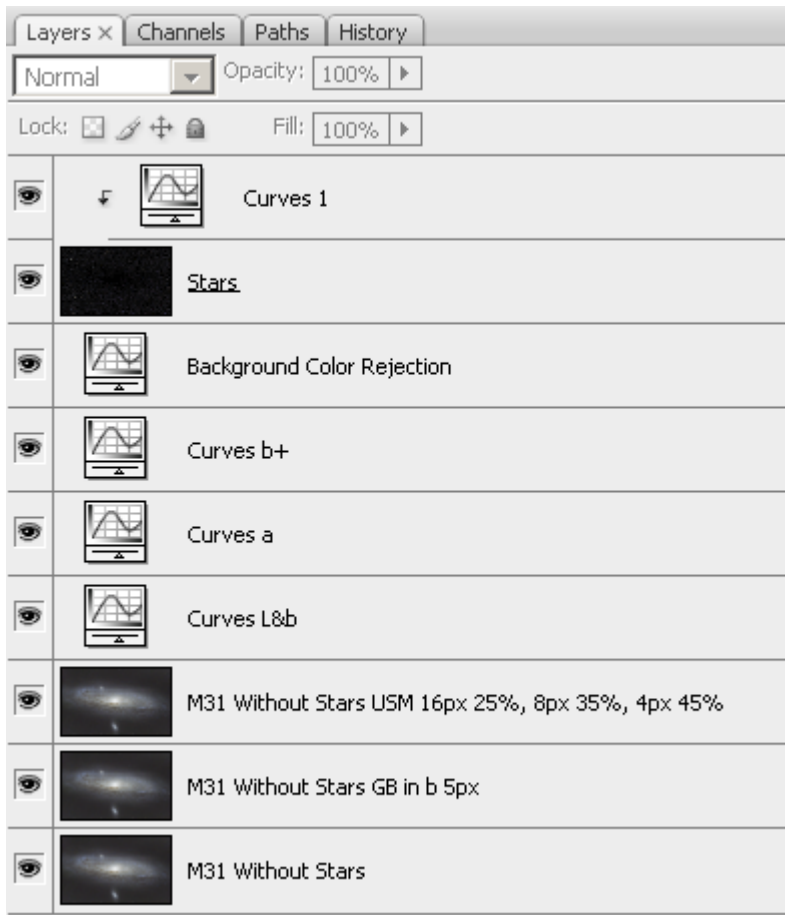 Layers × Channels Paths History
Normal Opacity: 100%
Lock: Fill: 100%
Curves 1
Stars
Background Color Rejection
Curves b+
Curves a
Curves L&b
M31 Without Stars USM 16px 25%, 8px 35%, 4px 45%
M31 Without Stars GB in b 5px
M31 Without Stars